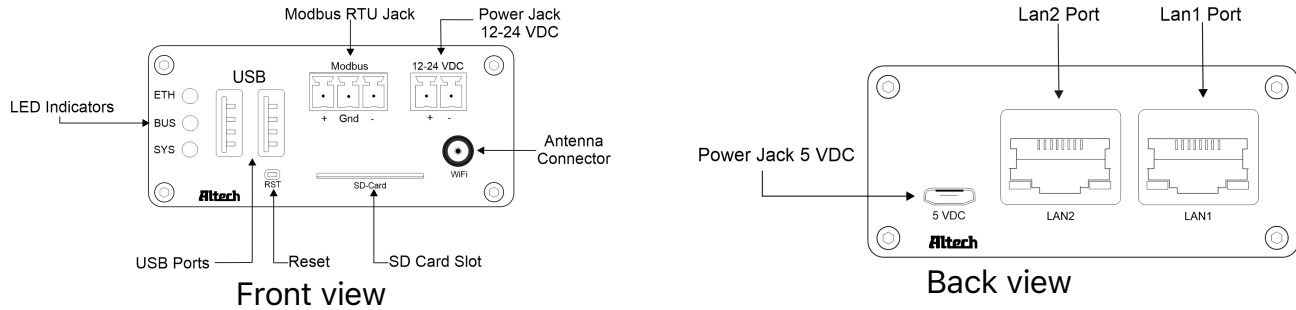 Modbus RTU Jack
Power Jack
12-24 VDC
USB
Modbus
12-24 VDC
ETH
LED Indicators
BUS
+ Gnd -
+ -
SYS
Antenna
Connector
RST
SD-Card
WiFi
Altech
USB Ports
Reset
SD Card Slot
Front view
Lan2 Port
Lan1 Port
Power Jack 5 VDC
5 VDC
LAN2
LAN1
Altech
Back view